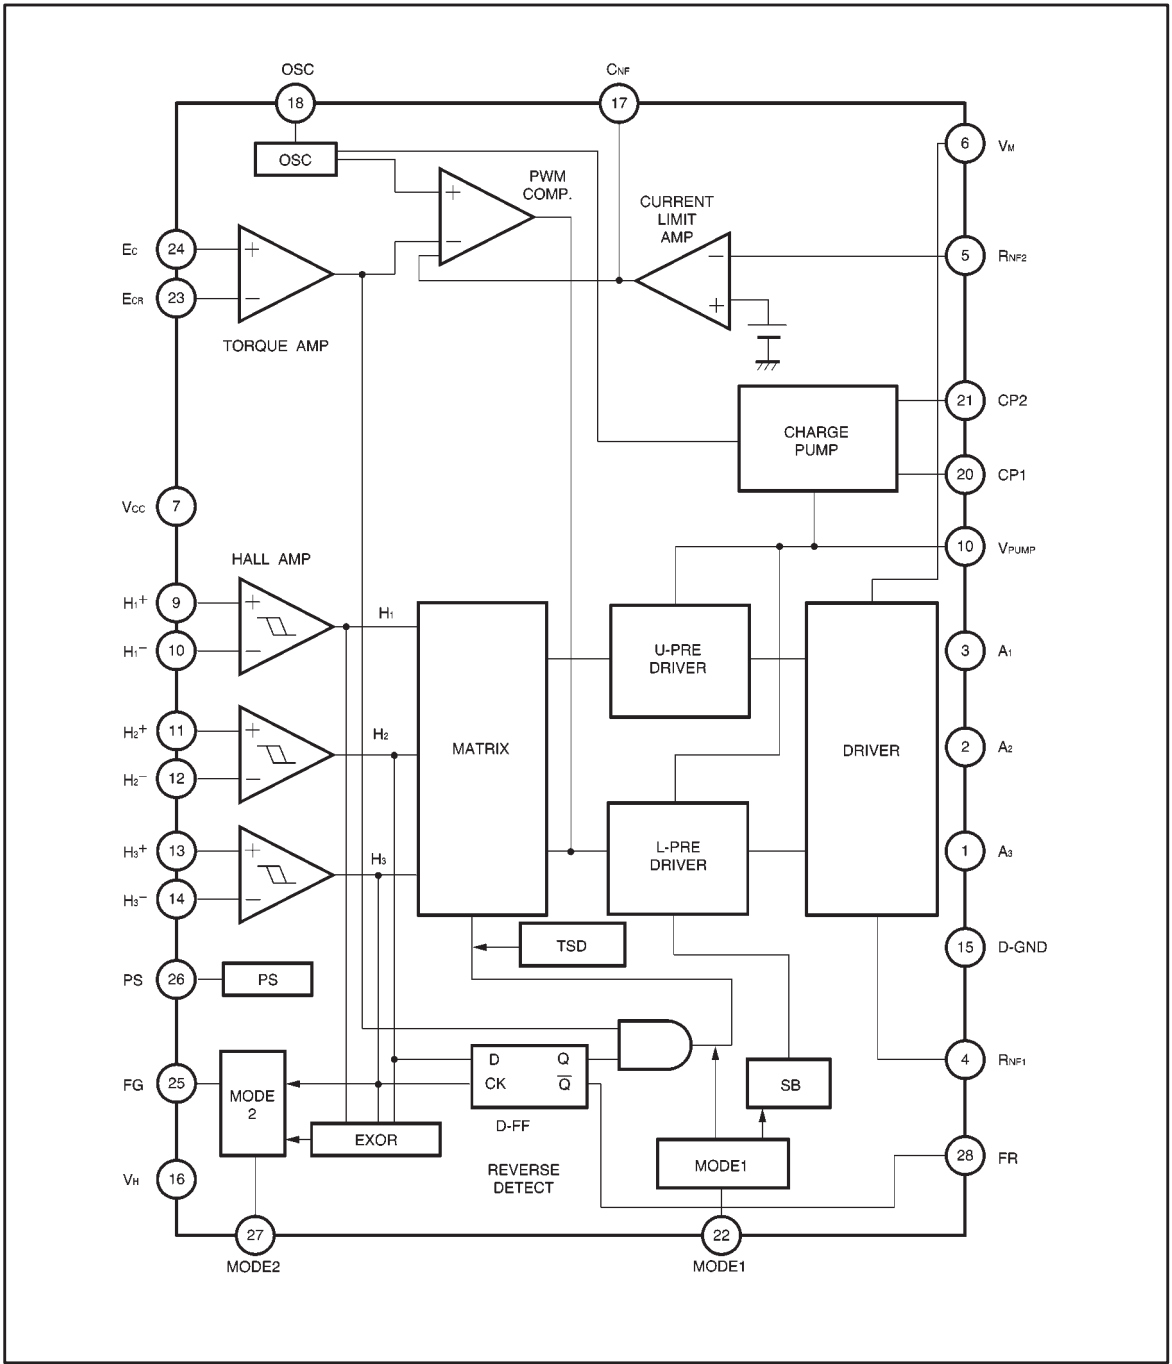 OSC
18
CNF
17
OSC
6
VM
PWM
COMP.
+
−
CURRENT
LIMIT
AMP
−
+
EC
24
+
5
RNF2
ECR
23
−
TORQUE AMP
CHARGE
PUMP
21
CP2
20
CP1
VCC
7
10
VPUMP
HALL AMP
H1+
9
+
H1
H1−
10
−
U-PRE
DRIVER
3
A1
H2+
11
+
H2
MATRIX
DRIVER
2
A2
H2−
12
−
H3+
13
+
H3
L-PRE
DRIVER
1
A3
H3−
14
−
TSD
15
D-GND
PS
26
PS
D
Q
4
RNF1
FG
25
MODE
2
CK
Q̅
SB
D-FF
EXOR
REVERSE
DETECT
MODE1
28
FR
VH
16
27
22
MODE2
MODE1